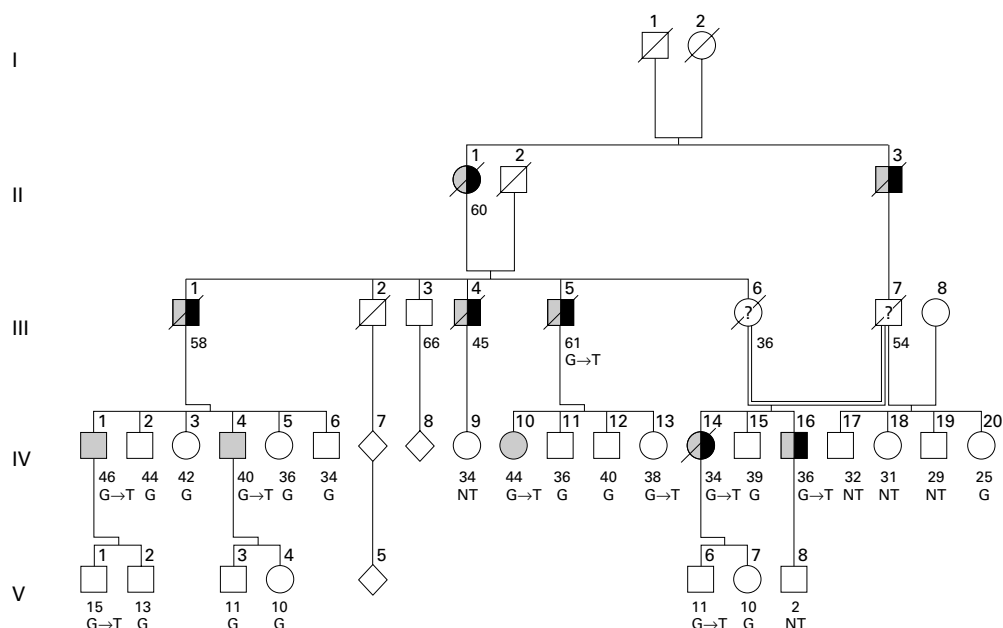 1 2
I
1 2 3
II
60
1 2 3 4 5 6 7 8
? ?
III
58 66 45 61 36 54
G→T
1 2 3 4 5 6 7 8 9 10 11 12 13 14 15 16 17 18 19 20
IV
46 44 42 40 36 34 34 44 36 40 38 34 39 36 32 31 29 25
G→T G G G→T G G NT G→T G G G→T G→T G G→T NT NT NT G
1 2 3 4 5 6 7 8
V
15 13 11 10 11 10 2
G→T G G G G→T G NT